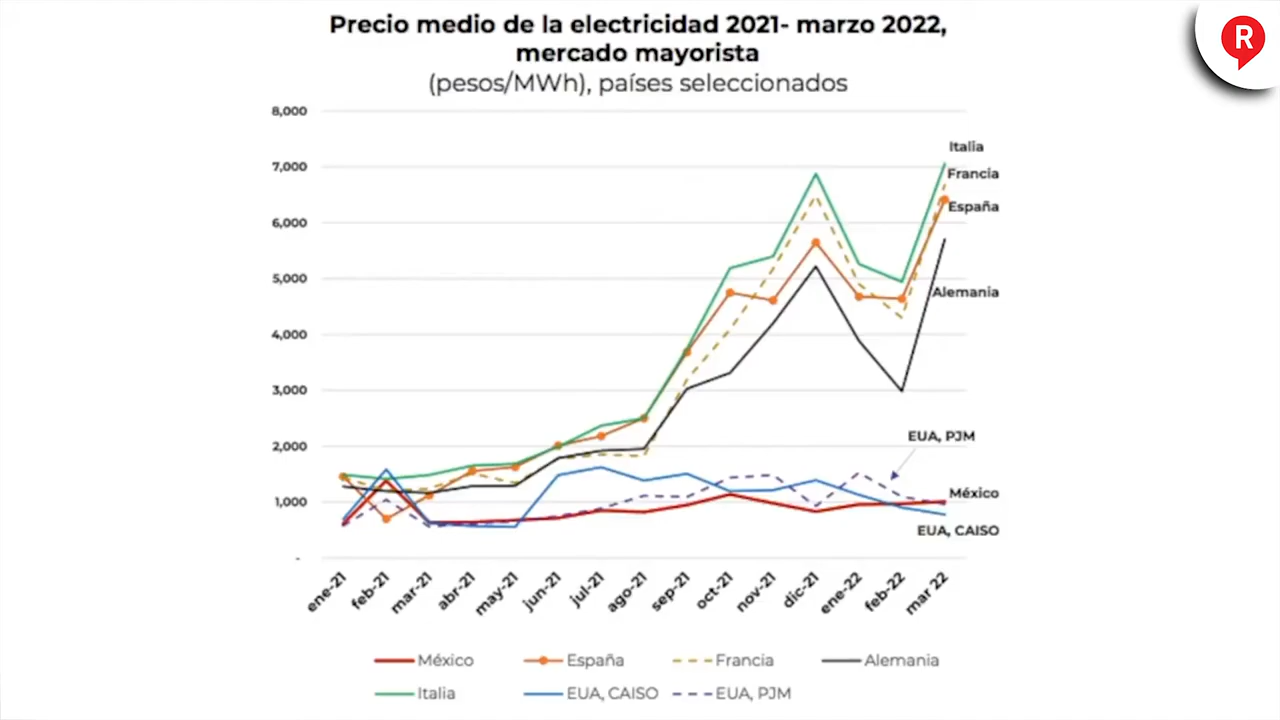 Precio medio de la electricidad 2021- marzo 2022,
mercado mayorista
(pesos/MWh), países seleccionados
R
8,000
7,000
6,000
5,000
4,000
3,000
2,000
1,000
-
Italia
Francia
España
Alemania
EUA, PJM
México
EUA, CAISO
ene-21 feb-21 mar-21 abr-21 may-21 jun-21 jul-21 ago-21 sep-21 oct-21 nov-21 dic-21 ene-22 feb-22 mar 22
México España Francia Alemania
Italia EUA, CAISO EUA, PJM